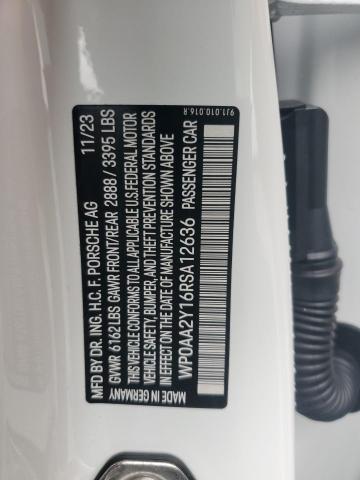 9J1.010.016.R
MFD BY DR. ING. H.C. F. PORSCHE AG 11/23
GVWR 6162 LBS GAWR FRONT/REAR 2888 / 3395 LBS
THIS VEHICLE CONFORMS TO ALL APPLICABLE U.S FEDERAL MOTOR
VEHICLE SAFETY, BUMPER, AND THEFT PREVENTION STANDARDS
IN EFFECT ON THE DATE OF MANUFACTURE SHOWN ABOVE
WP0AA2Y16RSA12636 PASSENGER CAR
MADE IN GERMANY